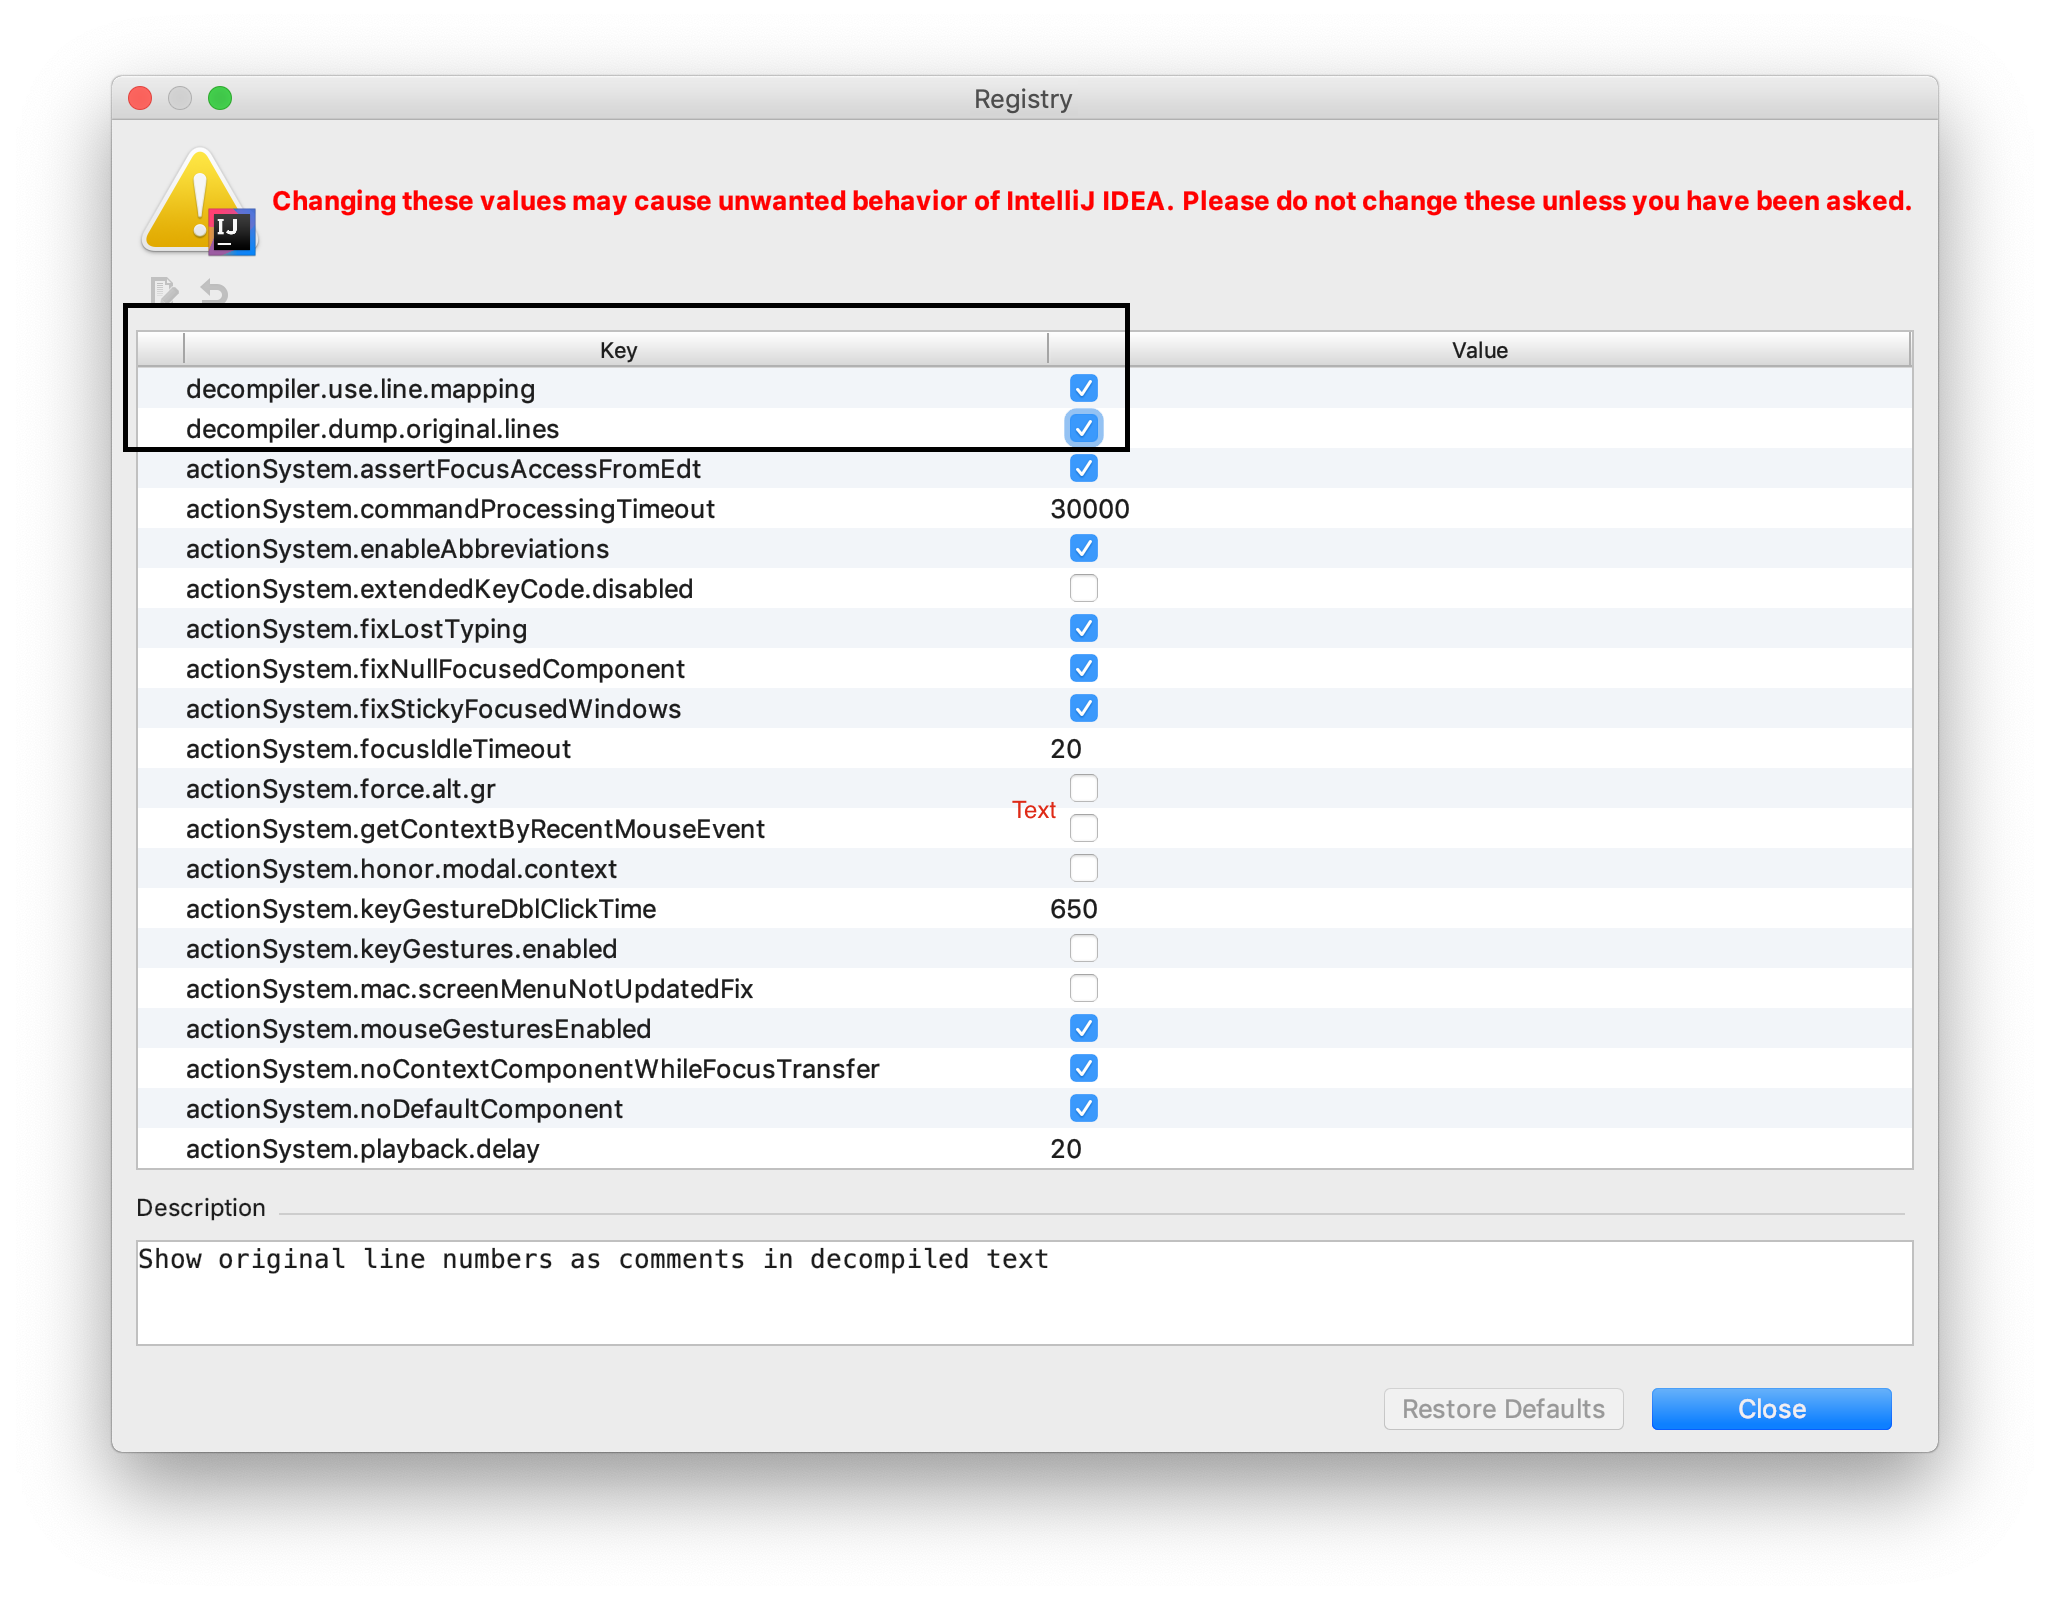 Registry
Changing these values may cause unwanted behavior of IntelliJ IDEA. Please do not change these unless you have been asked.
IJ
Key Value
decompiler.use.line.mapping
decompiler.dump.original.lines
actionSystem.assertFocusAccessFromEdt
actionSystem.commandProcessingTimeout 30000
actionSystem.enableAbbreviations
actionSystem.extendedKeyCode.disabled
actionSystem.fixLostTyping
actionSystem.fixNullFocusedComponent
actionSystem.fixStickyFocusedWindows
actionSystem.focusIdleTimeout 20
actionSystem.force.alt.gr
Text
actionSystem.getContextByRecentMouseEvent
actionSystem.honor.modal.context
actionSystem.keyGestureDblClickTime 650
actionSystem.keyGestures.enabled
actionSystem.mac.screenMenuNotUpdatedFix
actionSystem.mouseGesturesEnabled
actionSystem.noContextComponentWhileFocusTransfer
actionSystem.noDefaultComponent
actionSystem.playback.delay 20
Description
Show original line numbers as comments in decompiled text
Restore Defaults Close